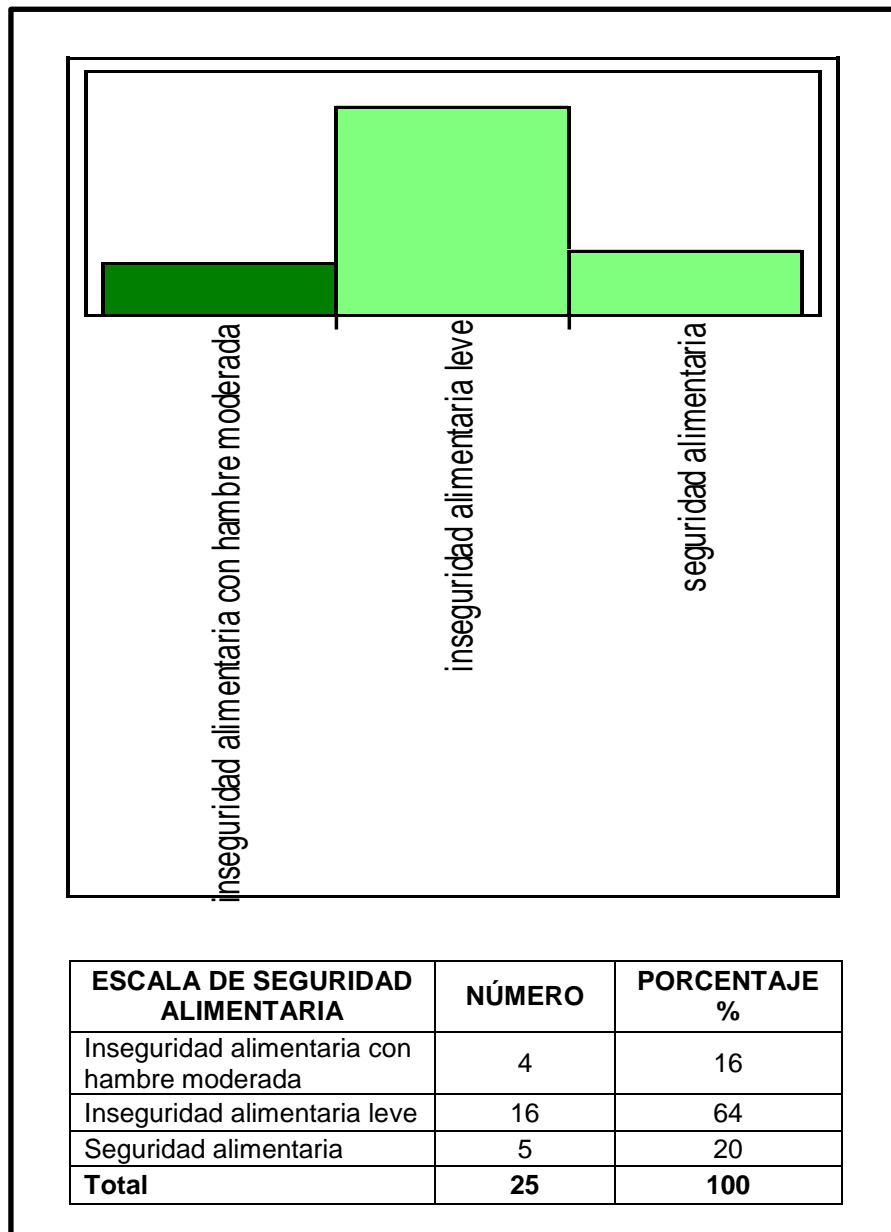 inseguridad alimentaria con hambre moderada
inseguridad alimentaria leve
seguridad alimentaria
ESCALA DE SEGURIDAD ALIMENTARIA NÚMERO PORCENTAJE %
Inseguridad alimentaria con hambre moderada 4 16
Inseguridad alimentaria leve 16 64
Seguridad alimentaria 5 20
Total 25 100